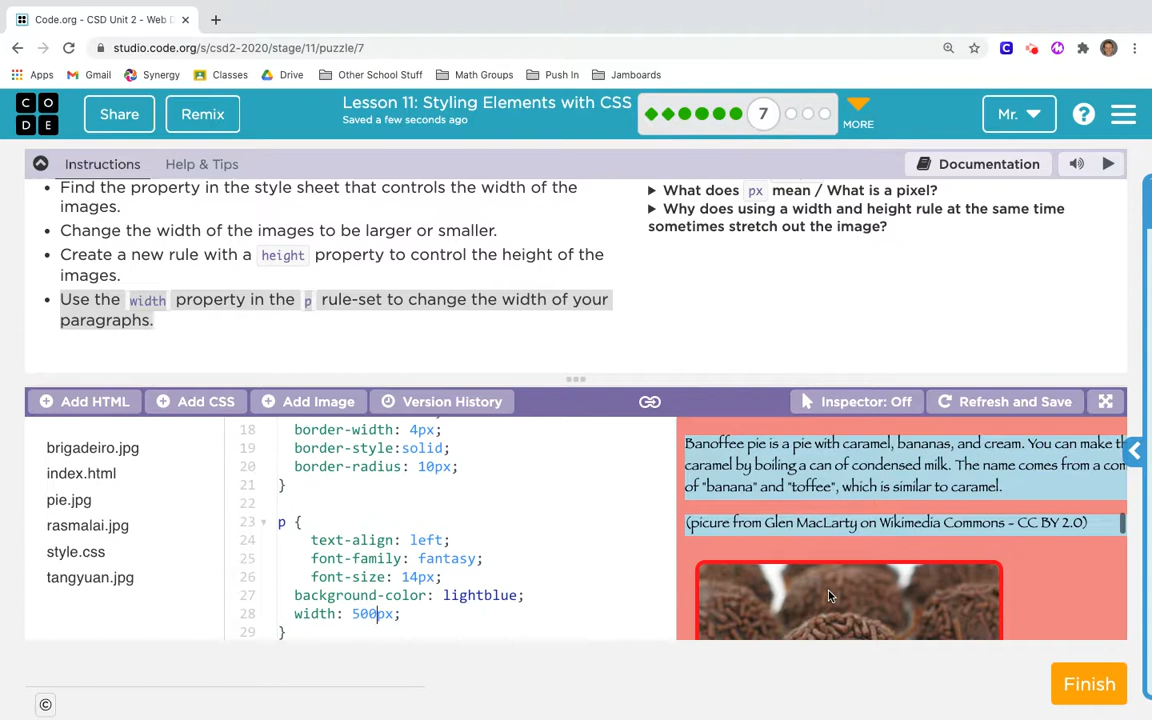 Code.org - CSD Unit 2 - Web D
studio.code.org/s/csd2-2020/stage/11/puzzle/7
Apps Gmail Synergy Classes Drive Other School Stuff Math Groups Push In Jamboards
C O
D E
Share
Remix
Lesson 11: Styling Elements with CSS
Saved a few seconds ago
7
MORE
Mr.
Instructions
Help & Tips
Documentation
• Find the property in the style sheet that controls the width of the
images.
• Change the width of the images to be larger or smaller.
• Create a new rule with a height property to control the height of the
images.
• Use the width property in the p rule-set to change the width of your
paragraphs.
What does px mean / What is a pixel?
Why does using a width and height rule at the same time
sometimes stretch out the image?
Add HTML
Add CSS
Add Image
Version History
Inspector: Off
Refresh and Save
brigadeiro.jpg
index.html
pie.jpg
rasmalai.jpg
style.css
tangyuan.jpg
18 border-width: 4px;
19 border-style:solid;
20 border-radius: 10px;
21 }
22
23 p {
24 text-align: left;
25 font-family: fantasy;
26 font-size: 14px;
27 background-color: lightblue;
28 width: 500px;
29 }
Banoffee pie is a pie with caramel, bananas, and cream. You can make th
caramel by boiling a can of condensed milk. The name comes from a com
of "banana" and "toffee", which is similar to caramel.
(picure from Glen MacLarty on Wikimedia Commons - CC BY 2.0)
Finish
©